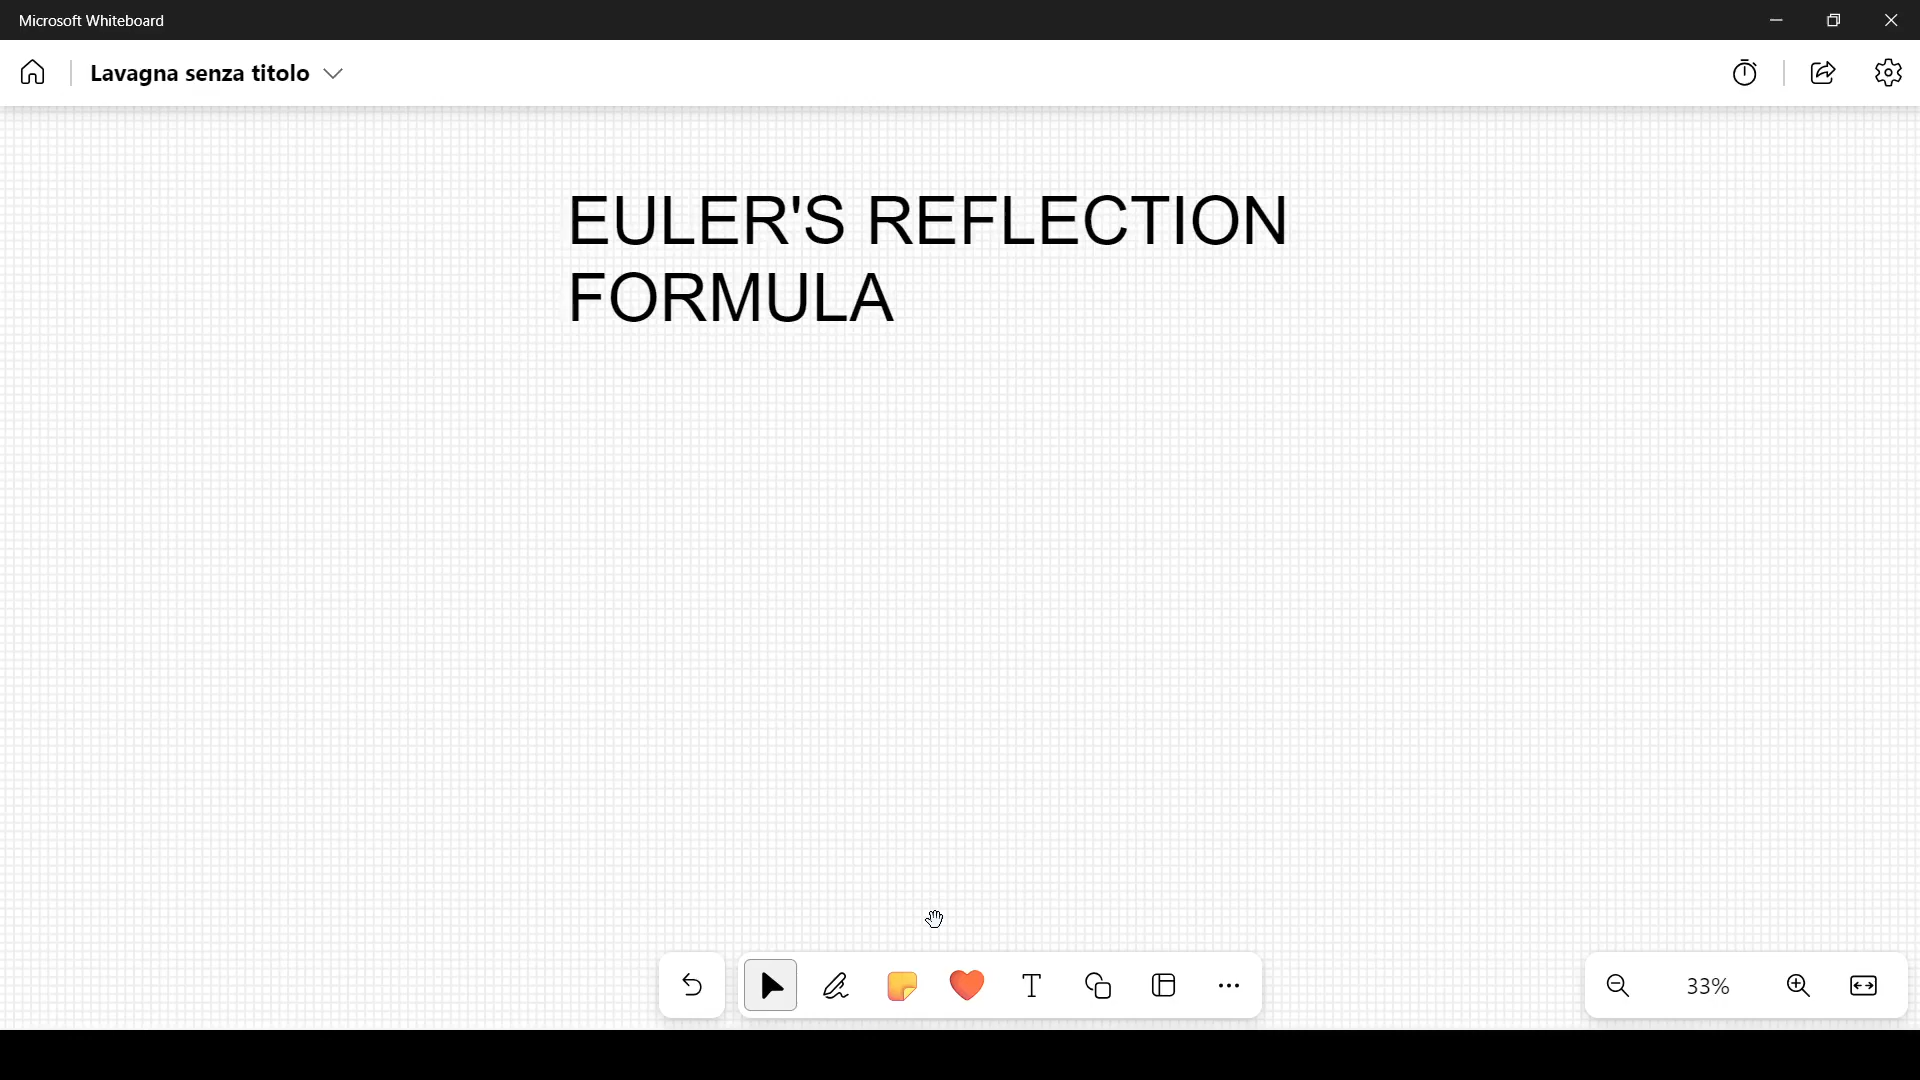 Microsoft Whiteboard
Lavagna senza titolo
EULER'S REFLECTION
FORMULA
33%